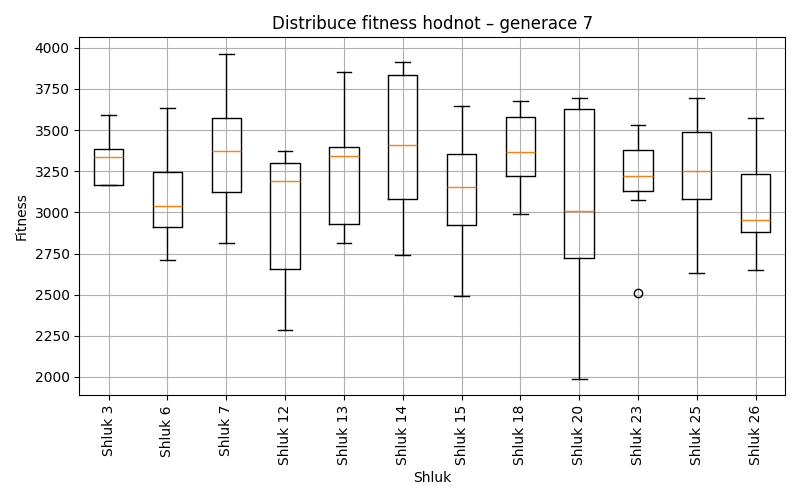 Distribuce fitness hodnot – generace 7
Fitness
4000
3750
3500
3250
3000
2750
2500
2250
2000
Shluk 3
Shluk 6
Shluk 7
Shluk 12
Shluk 13
Shluk 14
Shluk 15
Shluk 18
Shluk 20
Shluk 23
Shluk 25
Shluk 26
Shluk